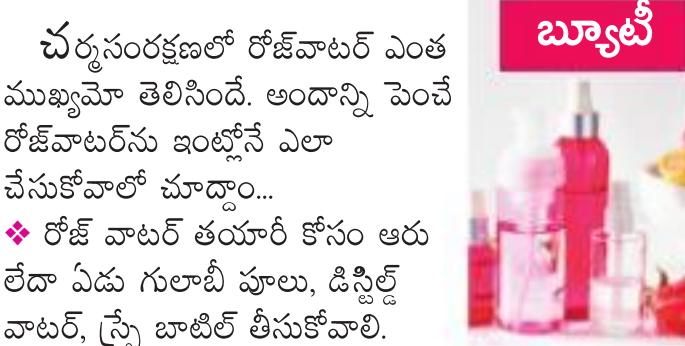 బ్యూటీ
చర్మసంరక్షణలో రోజ్‌వాటర్ ఎంత
ముఖ్యమో తెలిసిందే. అందాన్ని పెంచే
రోజ్‌వాటర్‌ను ఇంట్లోనే ఎలా
చేసుకోవాలో చూద్దాం...
❖ రోజ్ వాటర్ తయారీ కోసం ఆరు
లేదా ఏడు గులాబీ పూలు, డిస్టిల్డ్
వాటర్, స్ప్రే బాటిల్ తీసుకోవాలి.